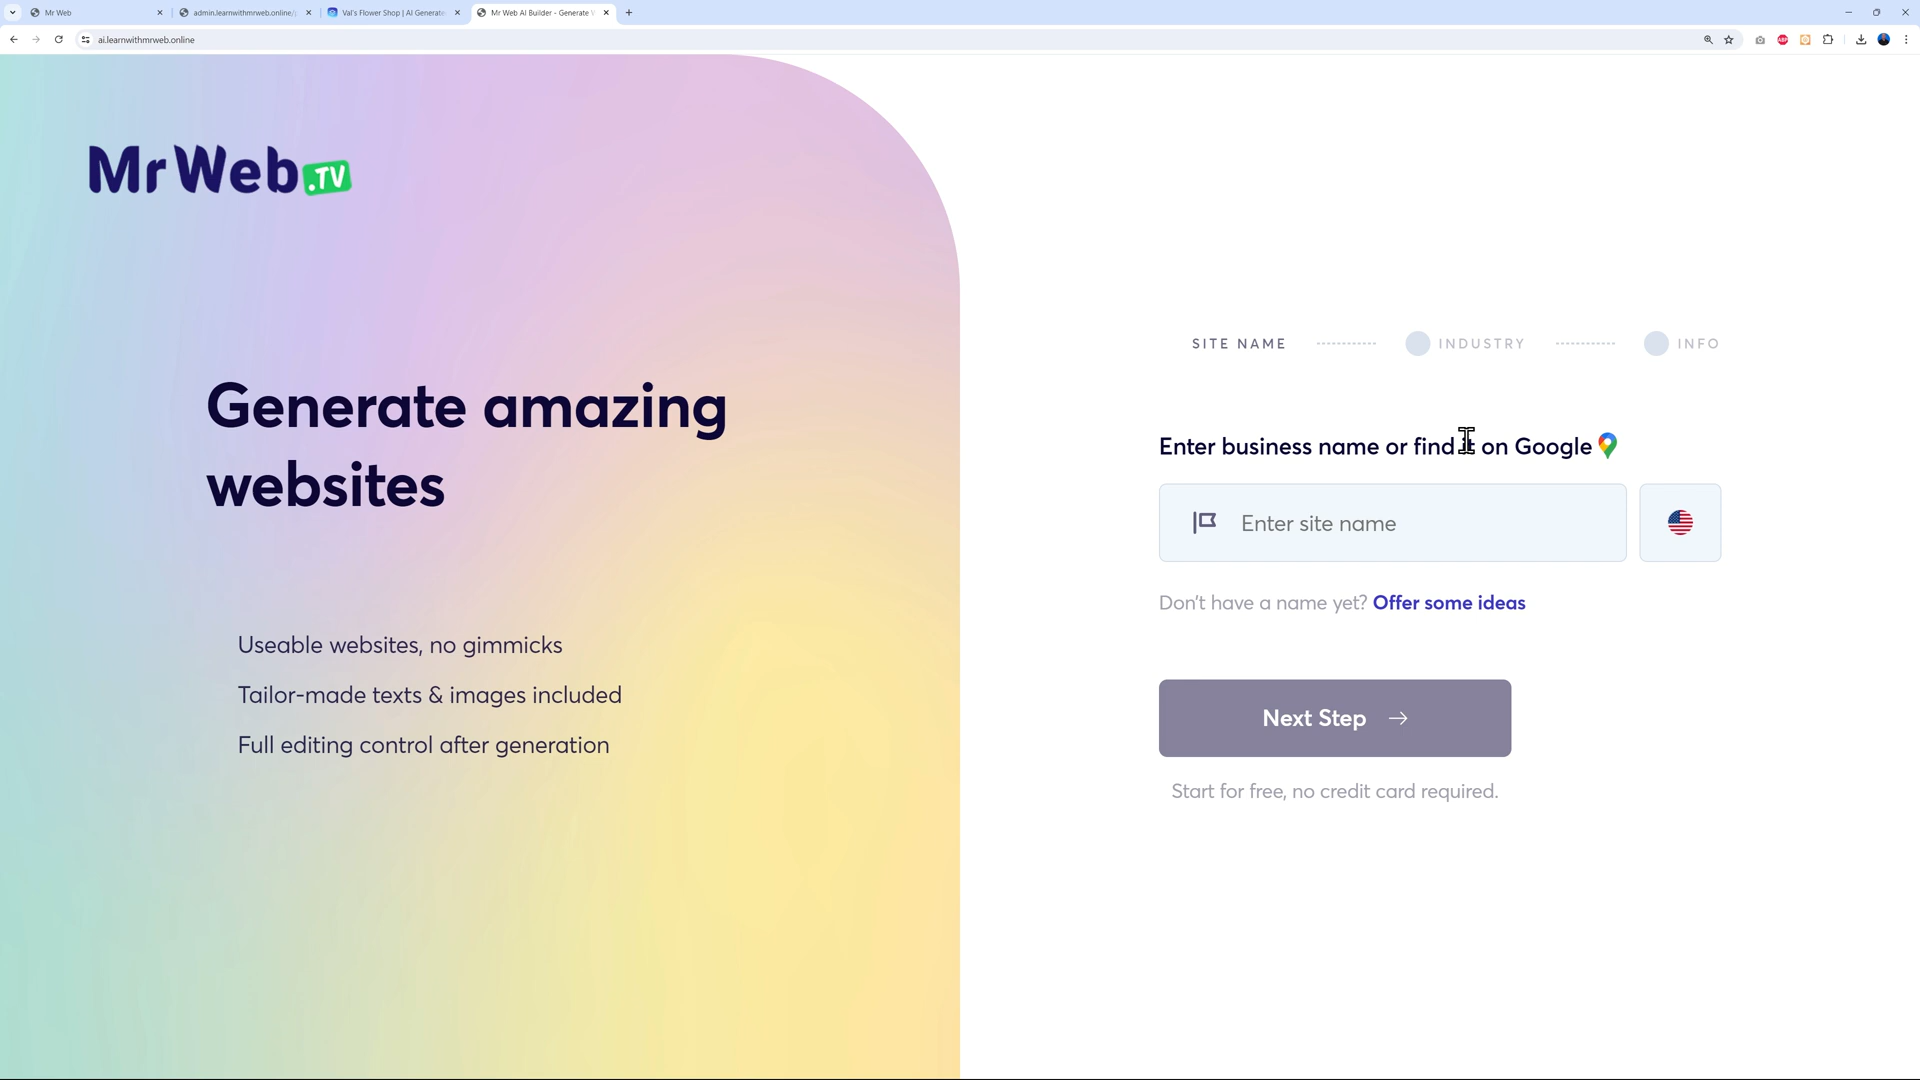 Mr Web
admin.learnwithmrweb.online/
Val's Flower Shop | AI Generate
Mr Web AI Builder - Generate
ai.learnwithmrweb.online
ABP
Mr Web.TV
Generate amazing
websites
Useable websites, no gimmicks
Tailor-made texts & images included
Full editing control after generation
SITE NAME
INDUSTRY
INFO
Enter business name or find it on Google
Enter site name
Don't have a name yet? Offer some ideas
Next Step →
Start for free, no credit card required.